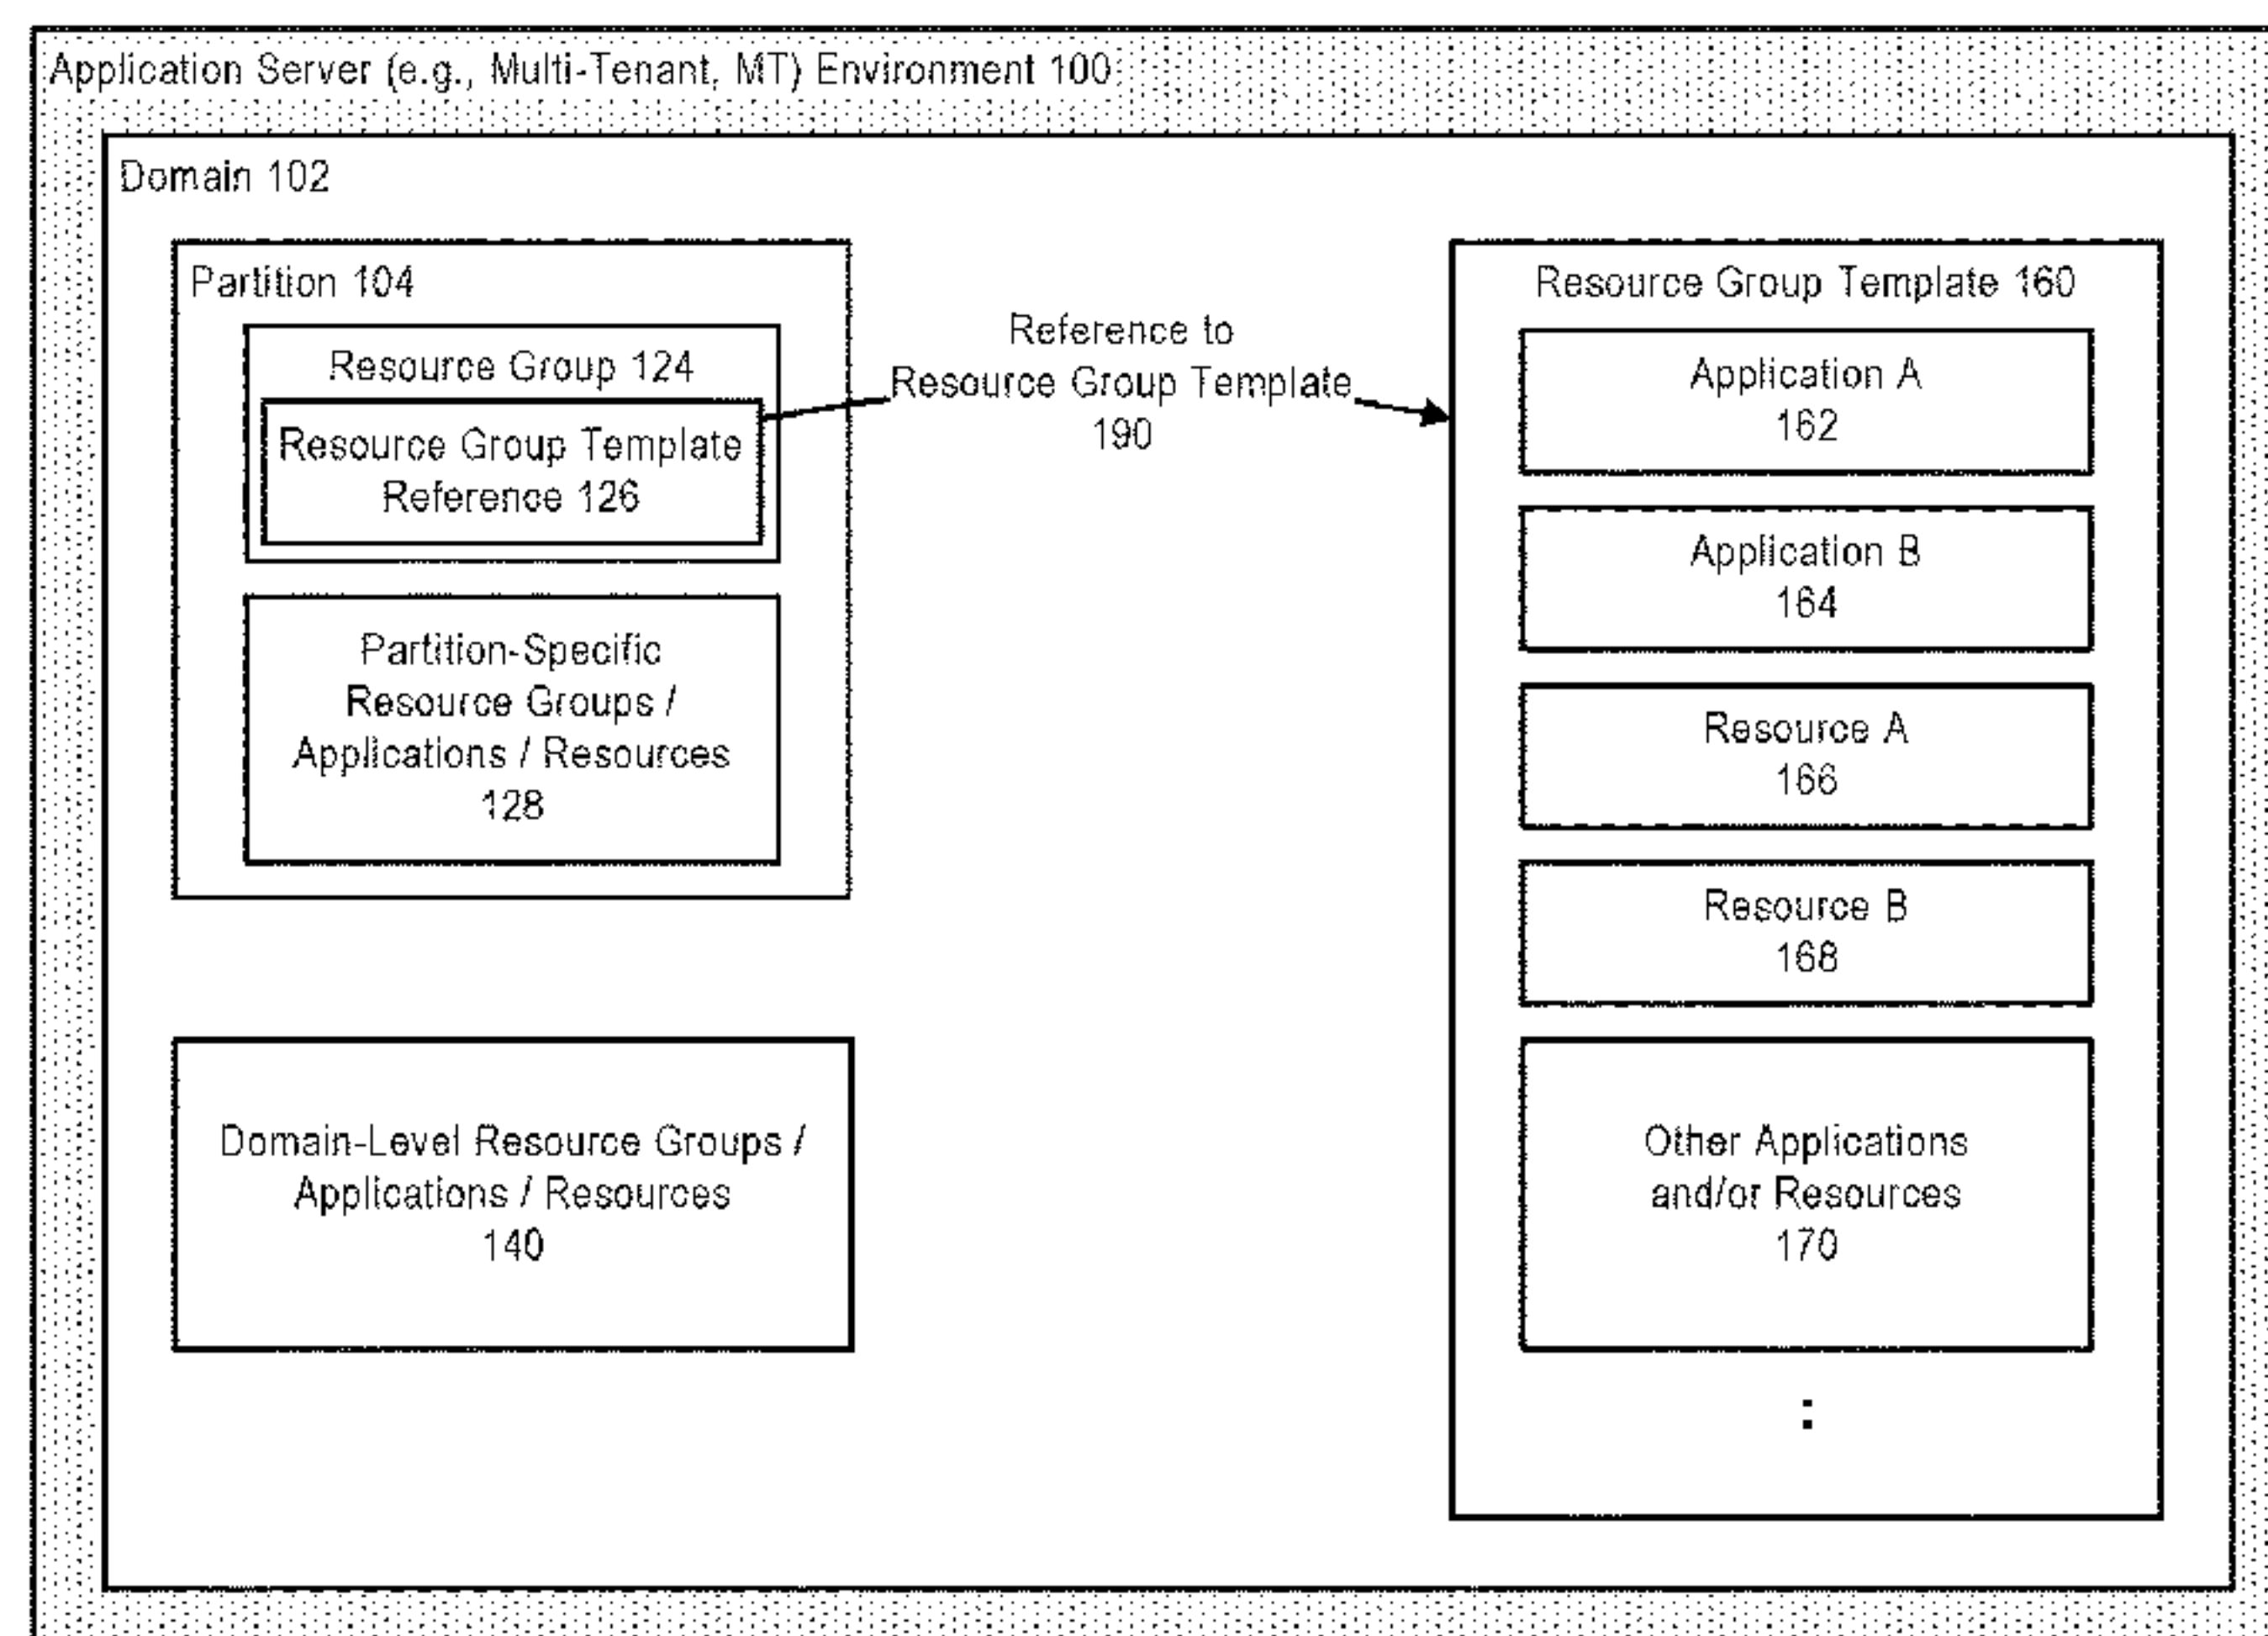 Application Server (e.g., Multi-Tenant, MT) Environment 100
Domain 102
Partition 104
Resource Group 124
Resource Group Template
Reference 126
Partition-Specific
Resource Groups /
Applications / Resources
128
Domain-Level Resource Groups /
Applications / Resources
140
Reference to
Resource Group Template
190
Resource Group Template 160
Application A
162
Application B
164
Resource A
166
Resource B
168
Other Applications
and/or Resources
170
: